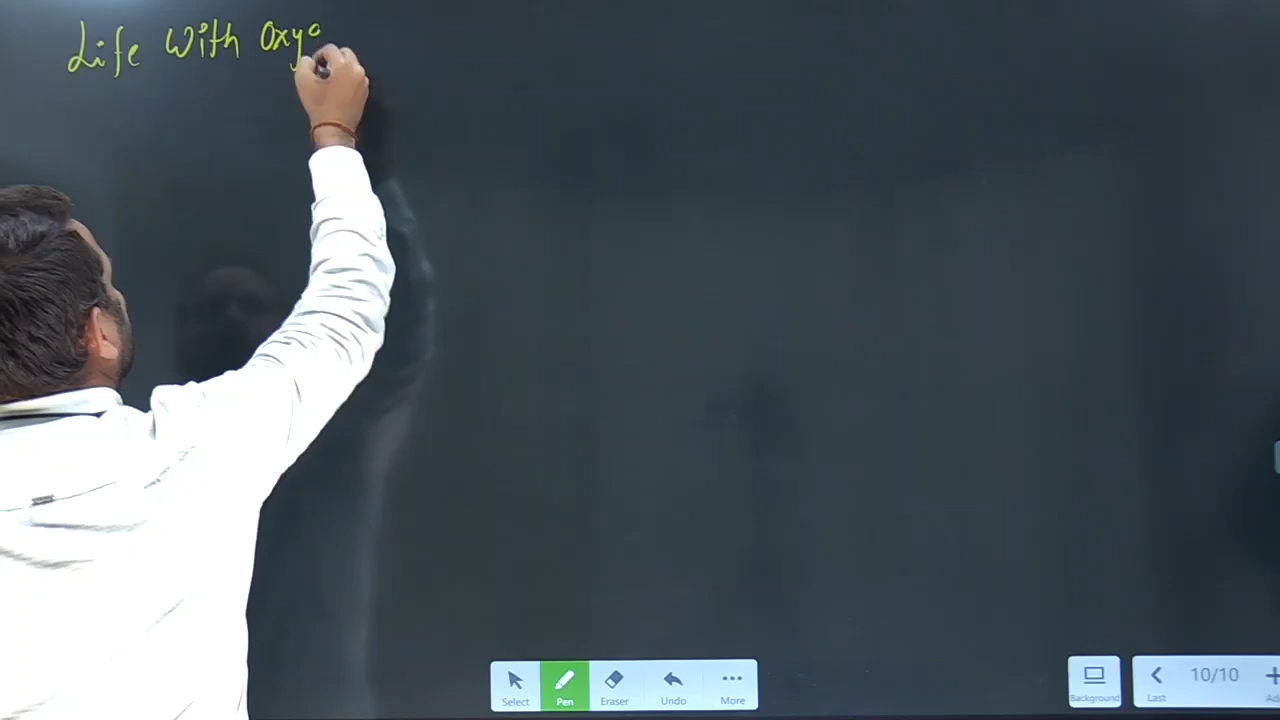 Life With Oxy
Select
Pen
Eraser
Undo
More
Background
Last
10/10